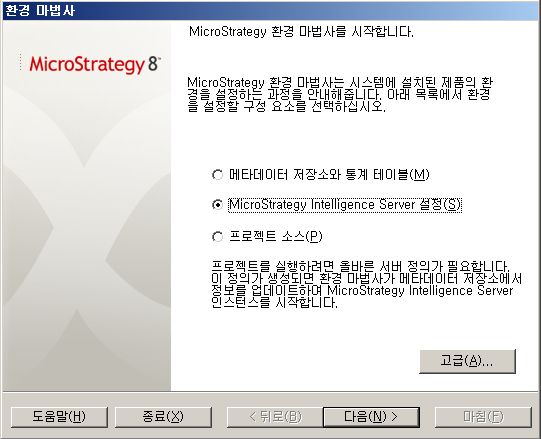 환경 마법사
MicroStrategy 환경 마법사를 시작합니다.
MicroStrategy 8™
MicroStrategy 환경 마법사는 시스템에 설치된 제품의 환
경을 설정하는 과정을 안내해줍니다. 아래 목록에서 환경
을 설정할 구성 요소를 선택하십시오.
메타데이터 저장소와 통계 테이블(M)
MicroStrategy Intelligence Server 설정(S)
프로젝트 소스(P)
프로젝트를 실행하려면 올바른 서버 정의가 필요합니다.
이 정의가 생성되면 환경 마법사가 메타데이터 저장소에서
정보를 업데이트하며 MicroStrategy Intelligence Server
인스턴스를 시작합니다.
고급(A)...
도움말(H) 종료(X) < 뒤로(B) 다음(N) > 마침(F)